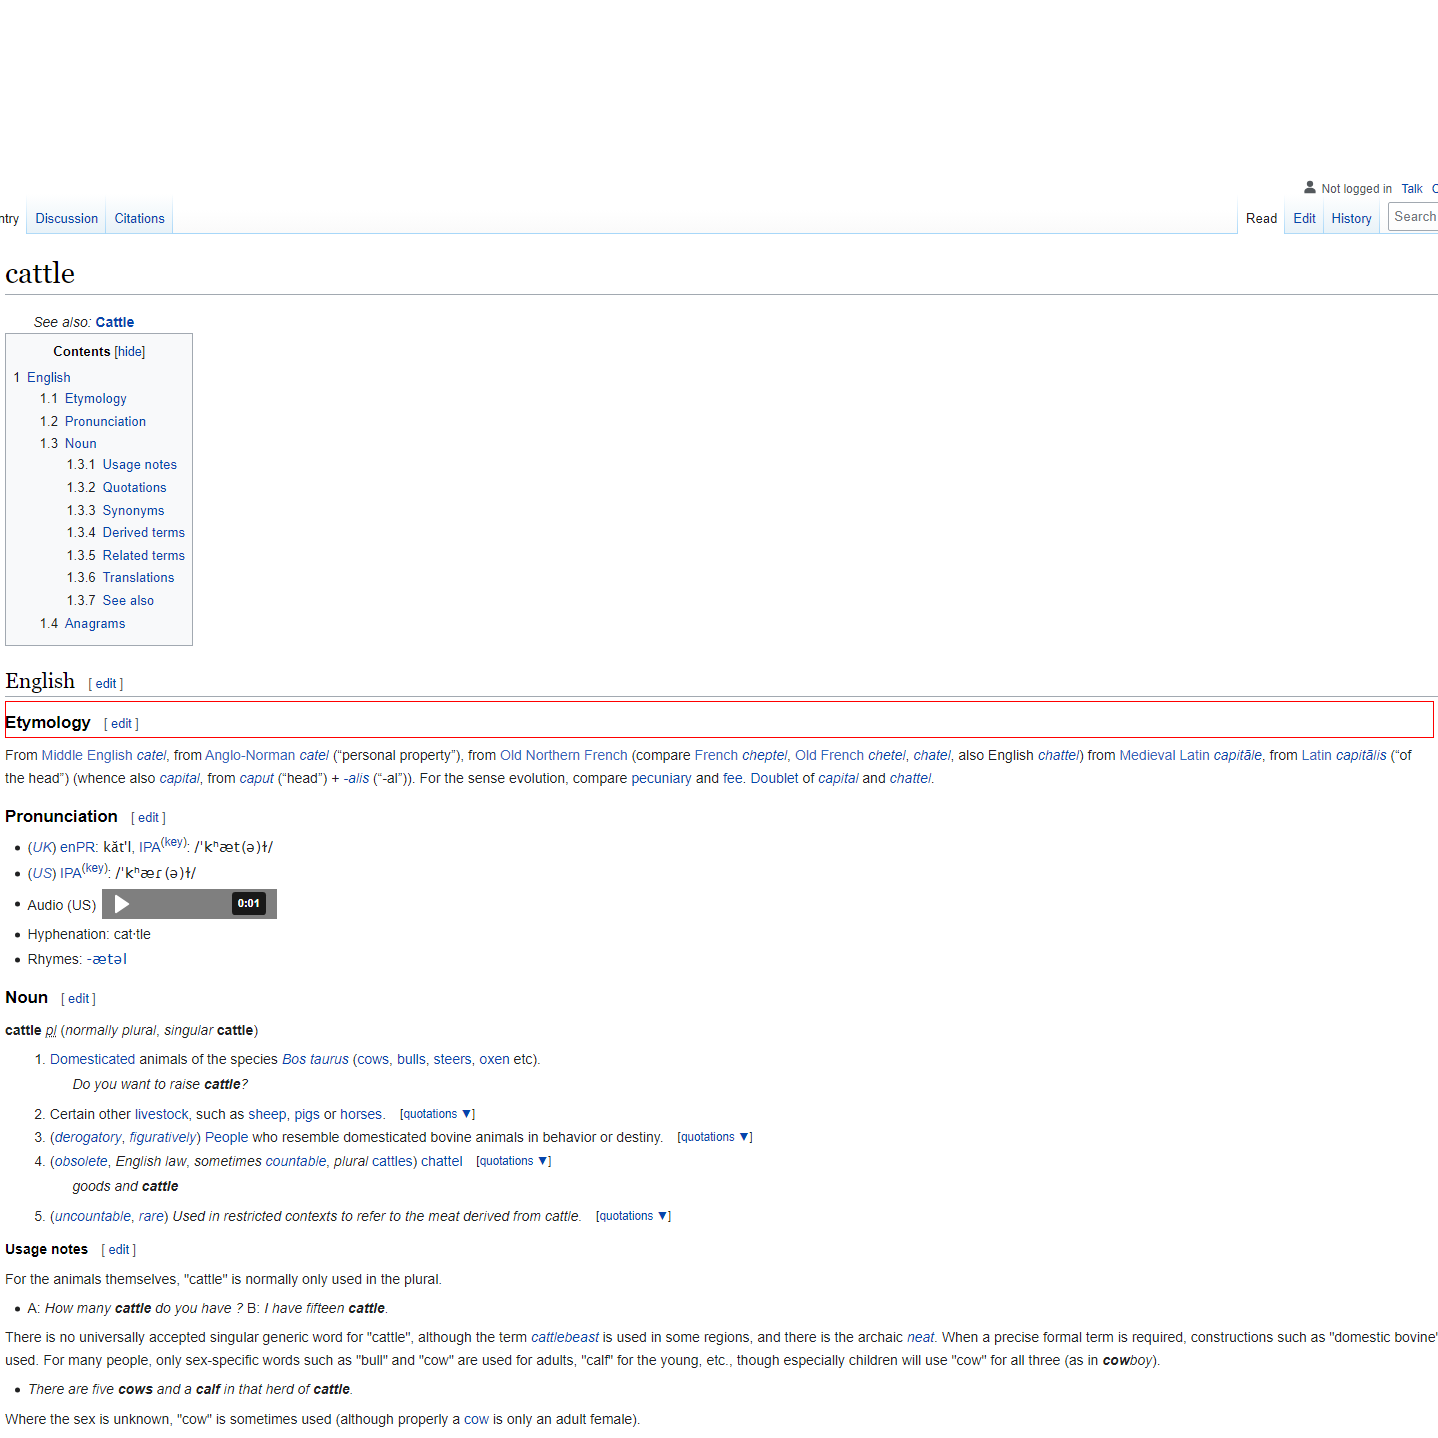 Not logged in Talk
ntry Discussion Citations Read Edit History Search
cattle
See also: Cattle
Contents [hide]
1 English
1.1 Etymology
1.2 Pronunciation
1.3 Noun
1.3.1 Usage notes
1.3.2 Quotations
1.3.3 Synonyms
1.3.4 Derived terms
1.3.5 Related terms
1.3.6 Translations
1.3.7 See also
1.4 Anagrams
English [ edit ]
Etymology [ edit ]
From Middle English catel, from Anglo-Norman catel (“personal property”), from Old Northern French (compare French cheptel, Old French chetel, chatel, also English chattel) from Medieval Latin capitāle, from Latin capitālis (“of
the head”) (whence also capital, from caput (“head”) + -alis (“-al”)). For the sense evolution, compare pecuniary and fee. Doublet of capital and chattel.
Pronunciation [ edit ]
• (UK) enPR: kăt'l, IPA(key): /ˈkʰæt(ə)ɫ/
• (US) IPA(key): /ˈkʰæɾ(ə)ɫ/
• Audio (US) 0:01
• Hyphenation: cat‧tle
• Rhymes: -ætəl
Noun [ edit ]
cattle pl (normally plural, singular cattle)
1. Domesticated animals of the species Bos taurus (cows, bulls, steers, oxen etc).
Do you want to raise cattle?
2. Certain other livestock, such as sheep, pigs or horses. [quotations ▼]
3. (derogatory, figuratively) People who resemble domesticated bovine animals in behavior or destiny. [quotations ▼]
4. (obsolete, English law, sometimes countable, plural cattles) chattel [quotations ▼]
goods and cattle
5. (uncountable, rare) Used in restricted contexts to refer to the meat derived from cattle. [quotations ▼]
Usage notes [ edit ]
For the animals themselves, "cattle" is normally only used in the plural.
• A: How many cattle do you have ? B: I have fifteen cattle.
There is no universally accepted singular generic word for "cattle", although the term cattlebeast is used in some regions, and there is the archaic neat. When a precise formal term is required, constructions such as "domestic bovine"
used. For many people, only sex-specific words such as "bull" and "cow" are used for adults, "calf" for the young, etc., though especially children will use "cow" for all three (as in cowboy).
• There are five cows and a calf in that herd of cattle.
Where the sex is unknown, "cow" is sometimes used (although properly a cow is only an adult female).